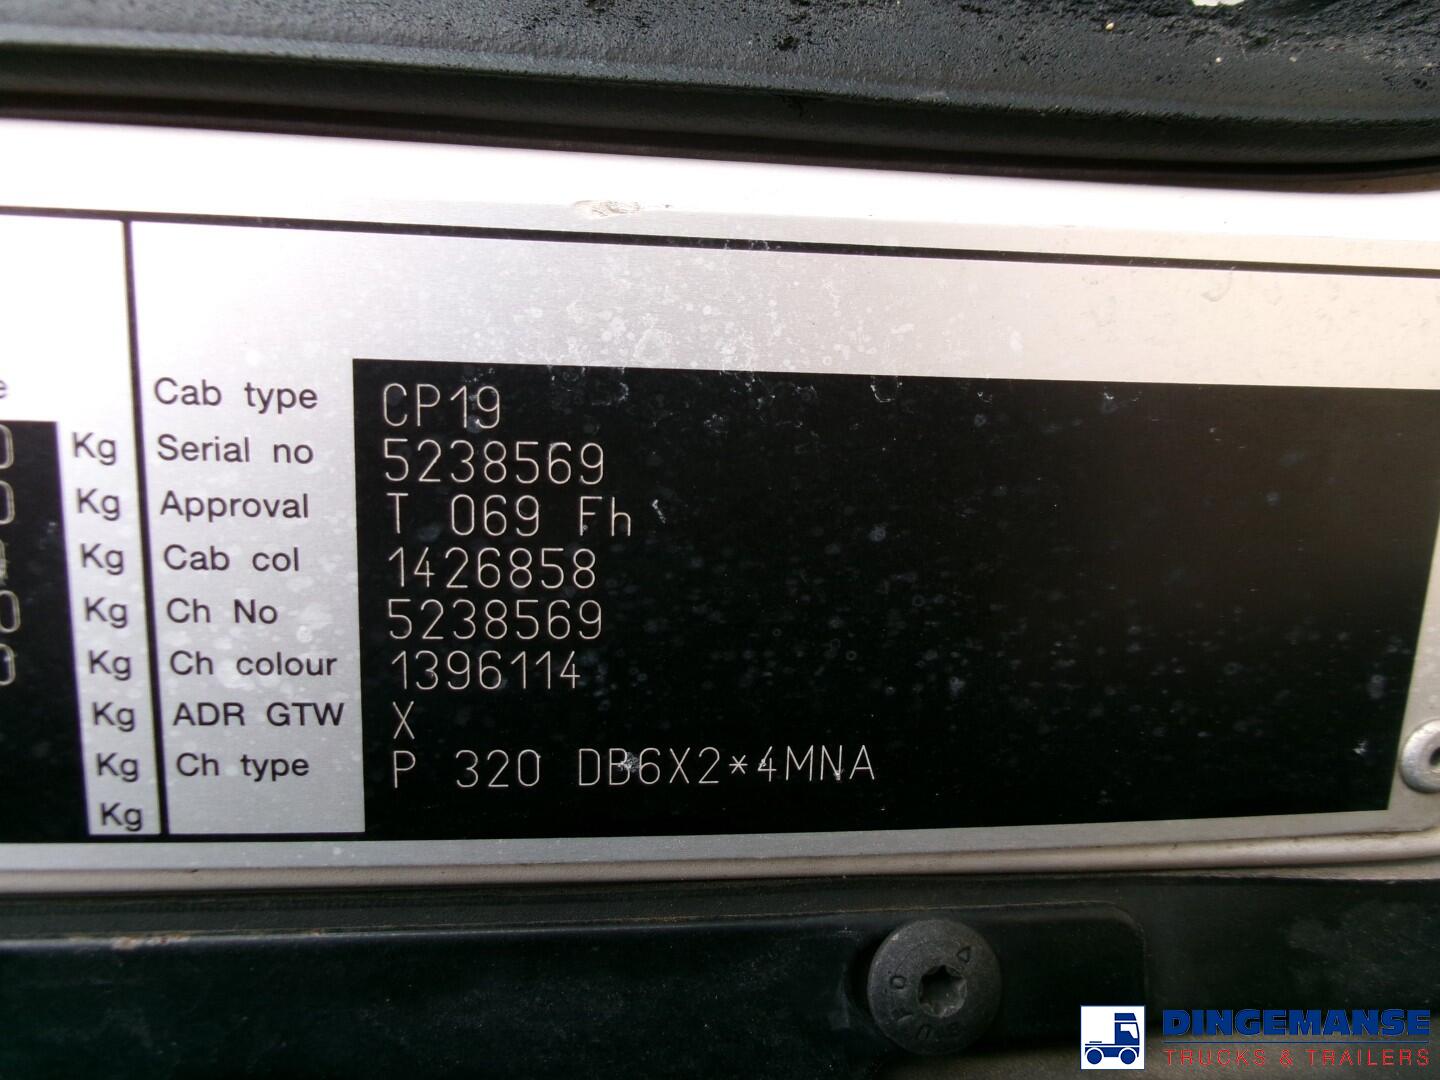 Cab type CP19
Kg Serial no 5238569
Kg Approval T 069 Fh
Kg Cab col 1426858
Kg Ch No 5238569
Kg Ch colour 1396114
Kg ADR GTW X
Kg Ch type P 320 DB6X2*4MNA
Kg
DINGEMANSE
TRUCKS & TRAILERS